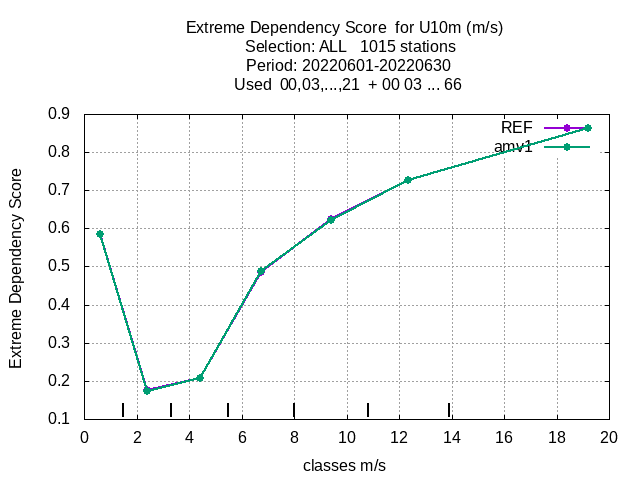 Extreme Dependency Score  for U10m (m/s)
Selection: ALL   1015 stations
Period: 20220601-20220630
Used  00,03,...,21  + 00 03 ... 66
REF
amv1
0.9
0.8
0.7
0.6
0.5
0.4
0.3
0.2
0.1
Extreme Dependency Score
0 2 4 6 8 10 12 14 16 18 20
classes m/s